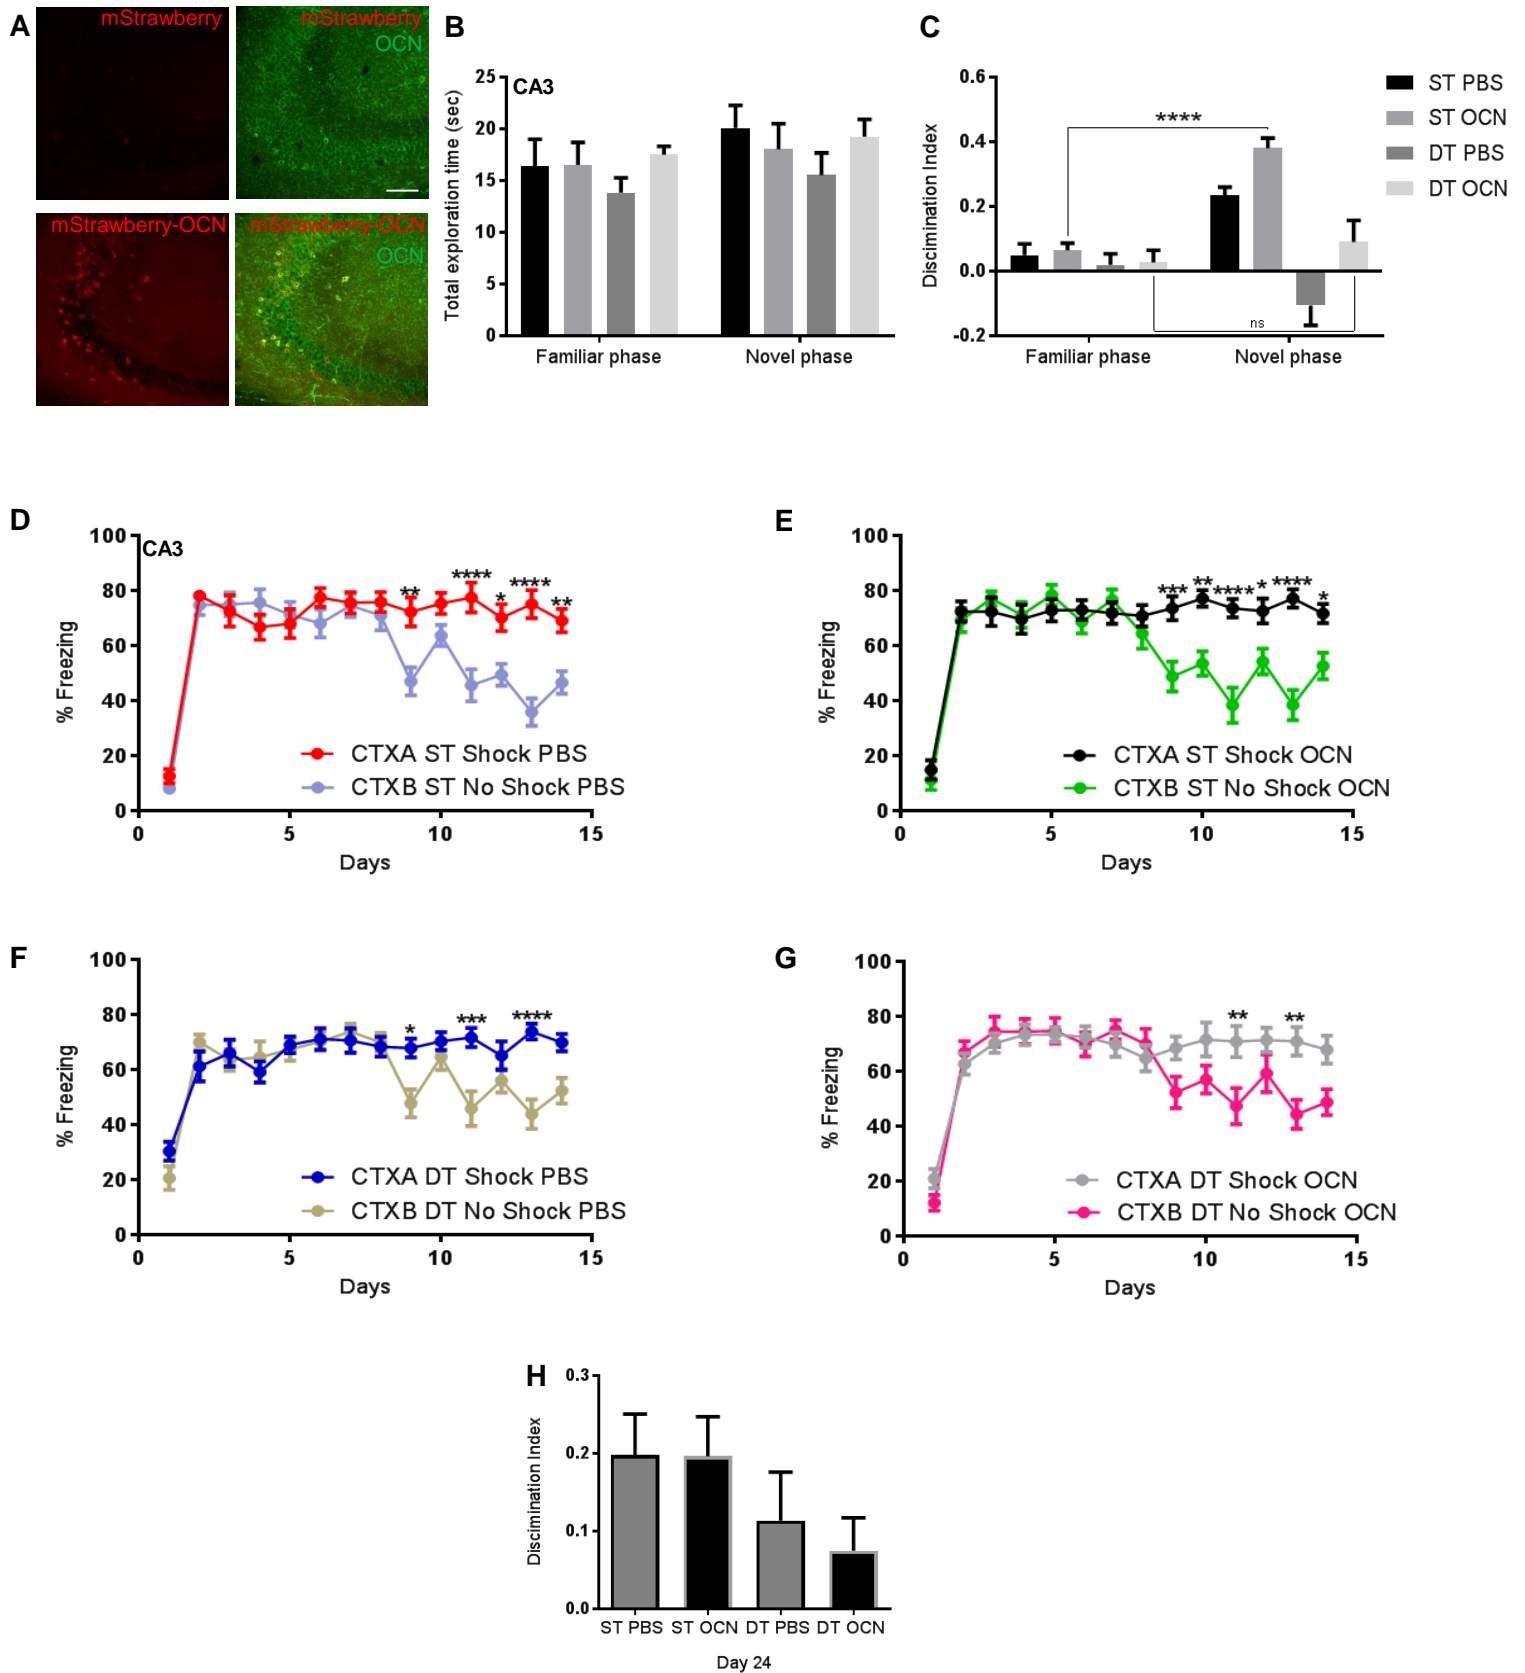 A
mStrawberry
mStrawberry
OCN
mStrawberry-OCN
mStrawberry-OCN
OCN
B
CA3
Total exploration time (sec)
25
20
15
10
5
0
Familiar phase
Novel phase
C
Discimination Index
0.6
0.4
0.2
0.0
-0.2
****
ns
Familiar phase
Novel phase
ST PBS
ST OCN
DT PBS
DT OCN
D
CA3
% Freezing
100
80
60
40
20
0
** **** * **** **
CTXA ST Shock PBS
CTXB ST No Shock PBS
0 5 10 15
Days
E
% Freezing
100
80
60
40
20
0
*** ** **** * **** *
CTXA ST Shock OCN
CTXB ST No Shock OCN
0 5 10 15
Days
F
% Freezing
100
80
60
40
20
0
* *** ****
CTXA DT Shock PBS
CTXB DT No Shock PBS
0 5 10 15
Days
G
% Freezing
100
80
60
40
20
0
** **
CTXA DT Shock OCN
CTXB DT No Shock OCN
0 5 10 15
Days
H
Discimination Index
0.3
0.2
0.1
0.0
ST PBS ST OCN DT PBS DT OCN
Day 24